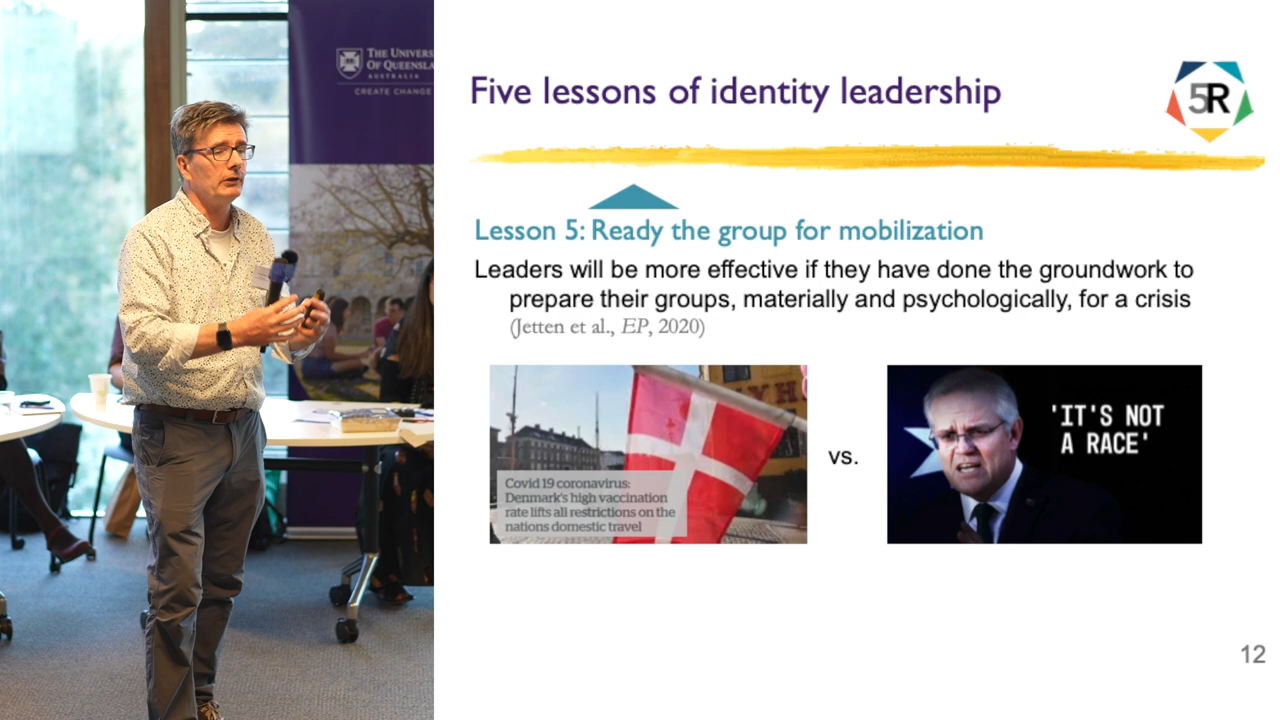 THE UNIVERS
OF QUEENSLA
AUSTRALIA
CREATE CHANGE
Five lessons of identity leadership
5R
Lesson 5: Ready the group for mobilization
Leaders will be more effective if they have done the groundwork to
prepare their groups, materially and psychologically, for a crisis
(Jetten et al., EP, 2020)
Covid 19 coronavirus:
Denmark's high vaccination
rate lifts all restrictions on the
nations domestic travel
vs.
'IT'S NOT
A RACE'
12